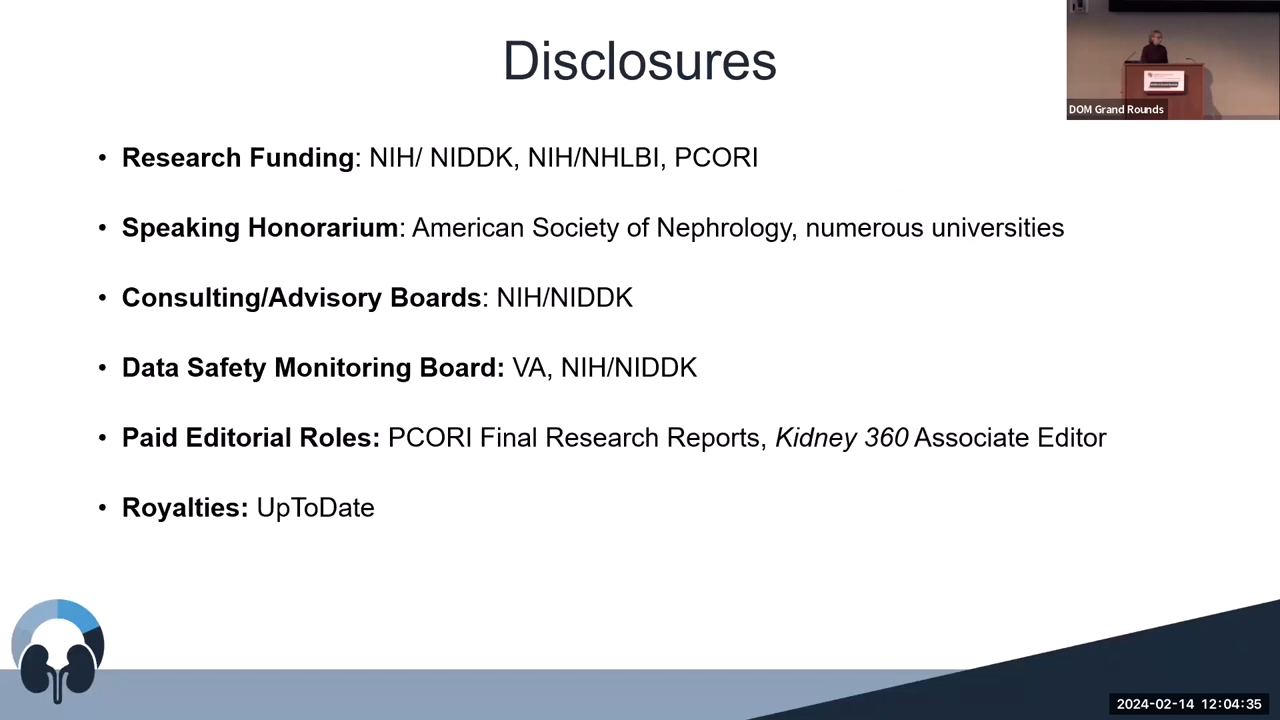 Disclosures
DOM Grand Rounds
• Research Funding: NIH/ NIDDK, NIH/NHLBI, PCORI
• Speaking Honorarium: American Society of Nephrology, numerous universities
• Consulting/Advisory Boards: NIH/NIDDK
• Data Safety Monitoring Board: VA, NIH/NIDDK
• Paid Editorial Roles: PCORI Final Research Reports, Kidney 360 Associate Editor
• Royalties: UpToDate
2024-02-14 12:04:35